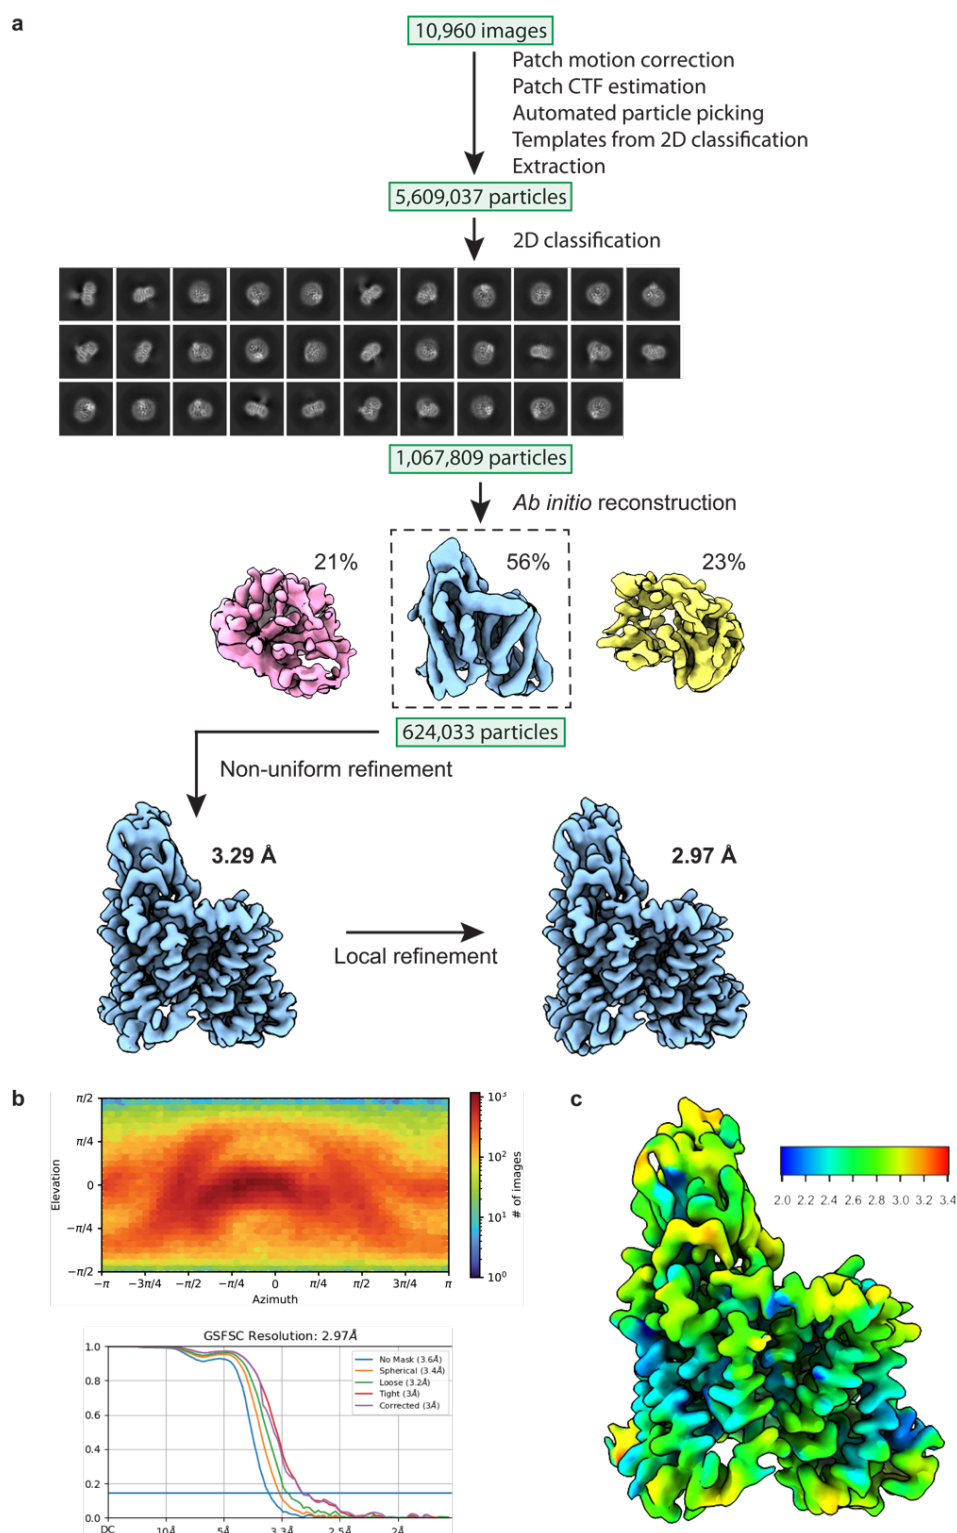 a
10,960 images
Patch motion correction
Patch CTF estimation
Automated particle picking
Templates from 2D classification
Extraction
5,609,037 particles
2D classification
1,067,809 particles
Ab initio reconstruction
21%
56%
23%
624,033 particles
Non-uniform refinement
3.29 Å
2.97 Å
Local refinement
b
π/2
π/4
0
−π/4
−π/2
Elevation
−π
−3π/4
−π/2
−π/4
0
π/4
π/2
3π/4
π
Azimuth
10³
10²
10¹
10⁰
# of images
GSFSC Resolution: 2.97Å
1.0
0.8
0.6
0.4
0.2
0.0
No Mask (3.6Å)
Spherical (3.4Å)
Loose (3.2Å)
Tight (3Å)
Corrected (3Å)
DC
10Å
5Å
3.3Å
2.5Å
2Å
c
2.0 2.2 2.4 2.6 2.8 3.0 3.2 3.4